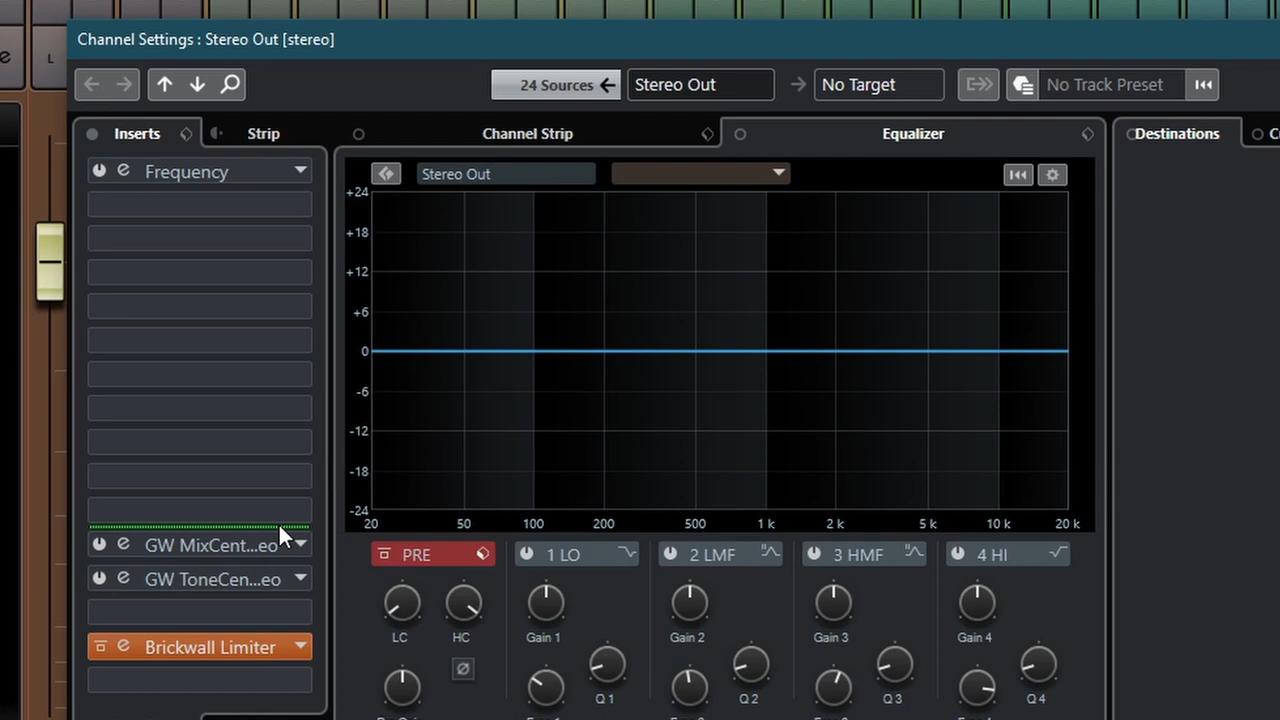 Channel Settings : Stereo Out [stereo]
L
24 Sources
Stereo Out
No Target
No Track Preset
Inserts
Strip
Channel Strip
Equalizer
Destinations
Frequency
Stereo Out
+24
+18
+12
+6
0
-6
-12
-18
-24
20 50 100 200 500 1 k 2 k 5 k 10 k 20 k
GW MixCent...eo
GW ToneCen...eo
Brickwall Limiter
PRE
1 LO
2 LMF
3 HMF
4 HI
LC
HC
Gain 1
Gain 2
Gain 3
Gain 4
Q 1
Q 2
Q 3
Q 4